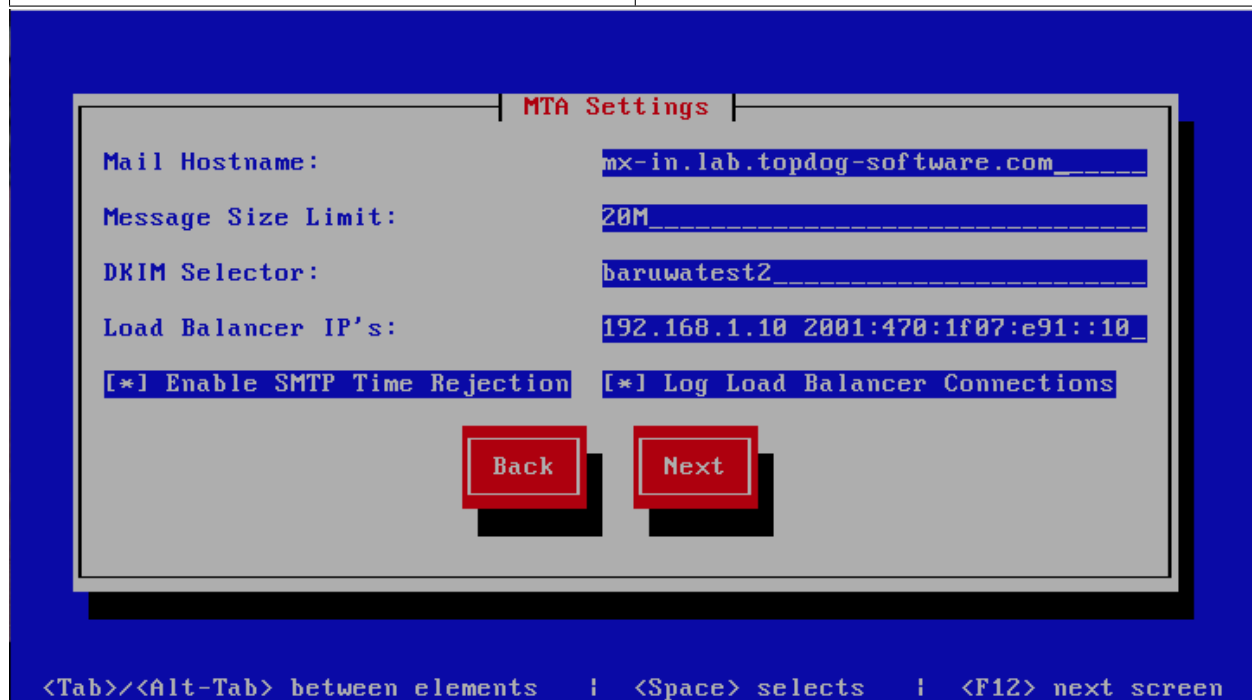 MTA Settings
Mail Hostname: mx-in.lab.topdog-software.com_____
Message Size Limit: 20M________________________________
DKIM Selector: baruwatest2________________________
Load Balancer IP's: 192.168.1.10 2001:470:1f07:e91::10_
[*] Enable SMTP Time Rejection [*] Log Load Balancer Connections
Back Next
<Tab>/<Alt-Tab> between elements | <Space> selects | <F12> next screen